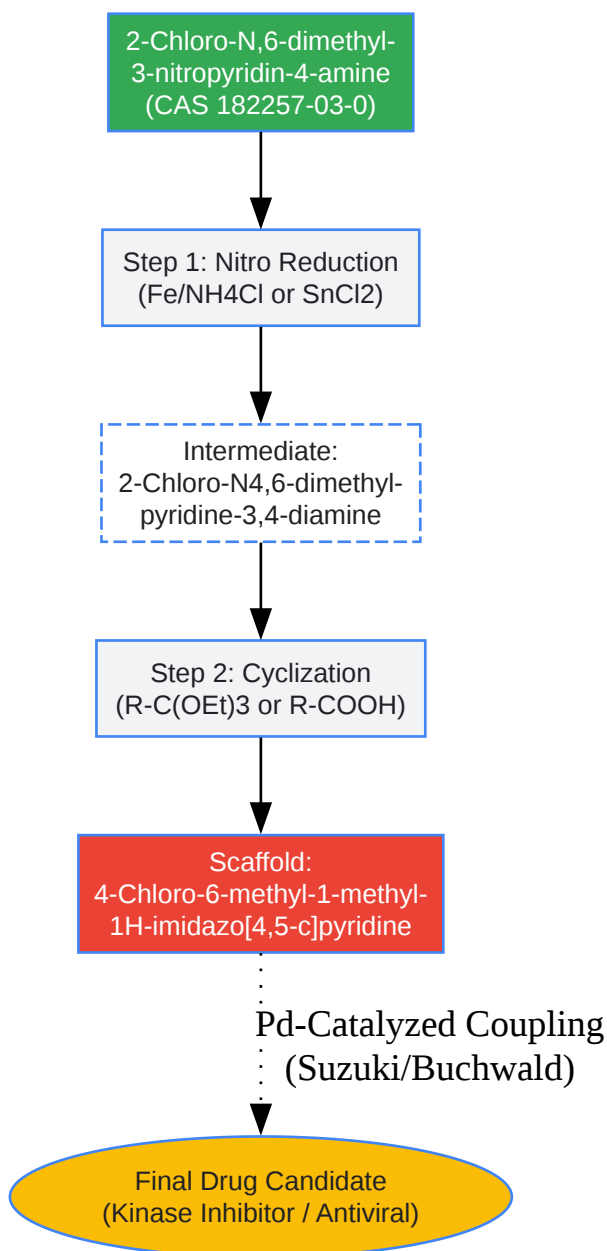 2-Chloro-N,6-dimethyl-
3-nitropyridin-4-amine
(CAS 182257-03-0)
Step 1: Nitro Reduction
(Fe/NH4Cl or SnCl2)
Intermediate:
2-Chloro-N4,6-dimethyl-
pyridine-3,4-diamine
Step 2: Cyclization
(R-C(OEt)3 or R-COOH)
Scaffold:
4-Chloro-6-methyl-1-methyl-
1H-imidazo[4,5-c]pyridine
Pd-Catalyzed Coupling
(Suzuki/Buchwald)
Final Drug Candidate
(Kinase Inhibitor / Antiviral)